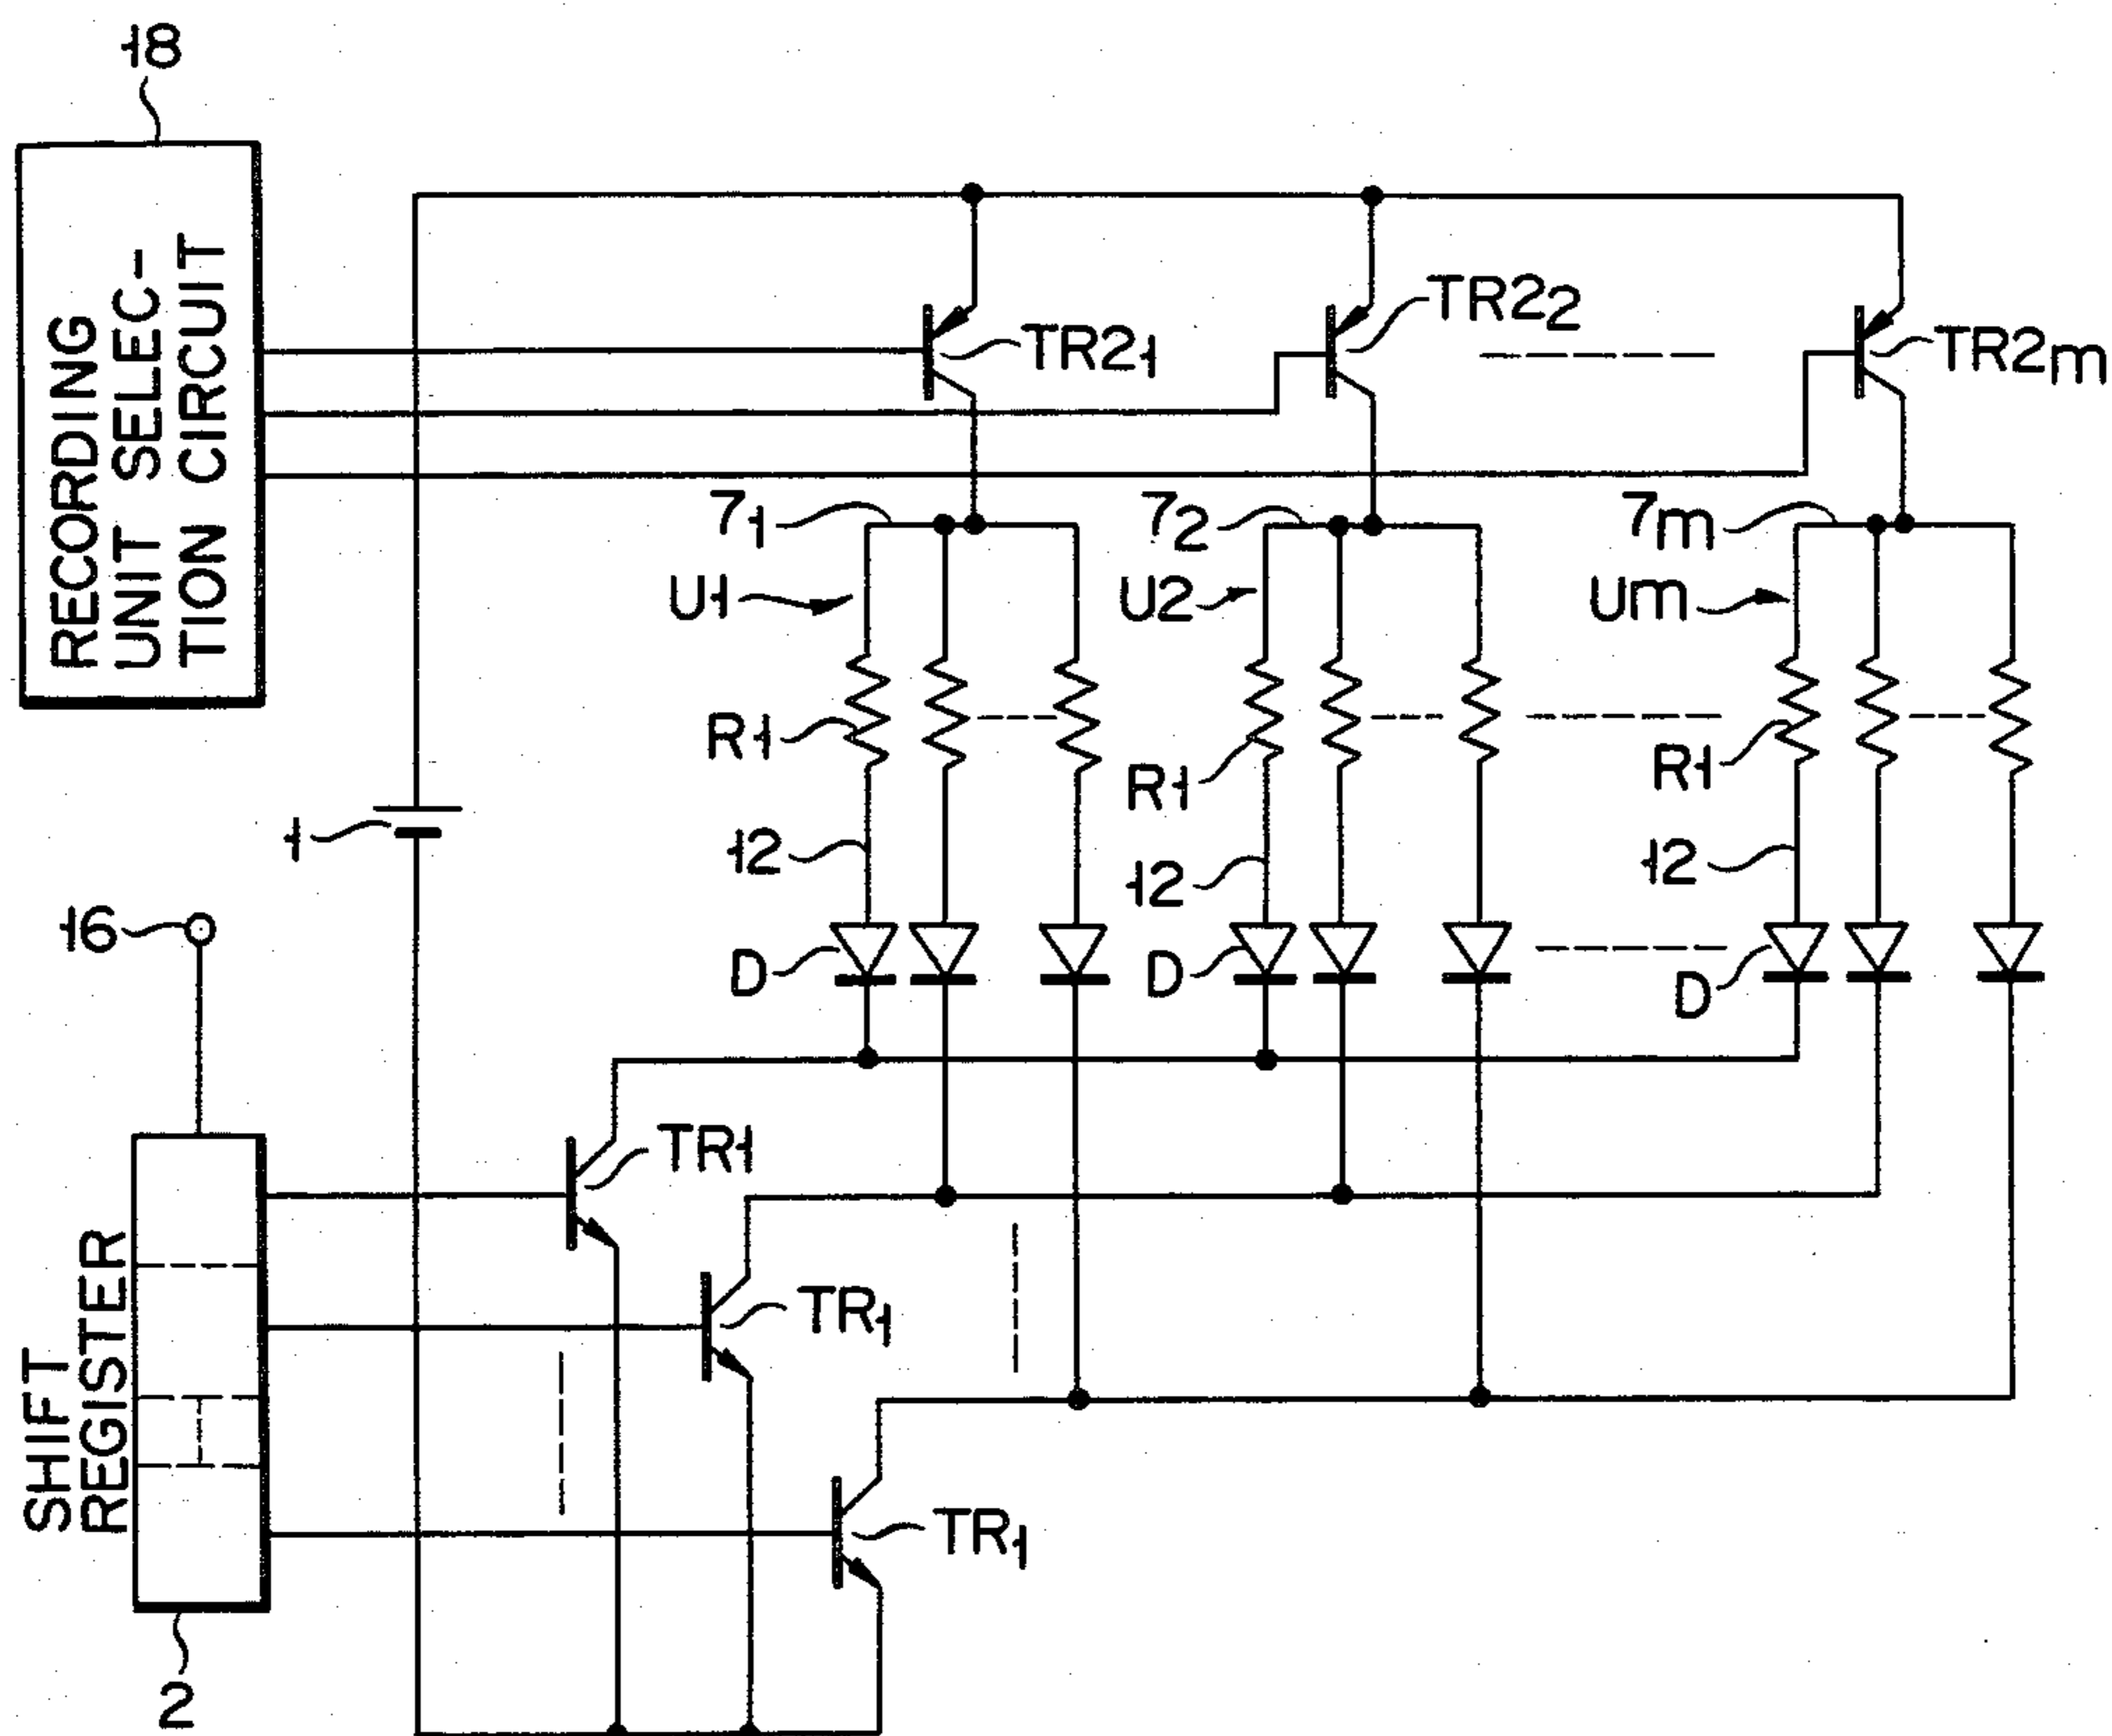 18
RECORDING
UNIT SELEC-
TION CIRCUIT
TR2₁
TR2₂
TR2m
7₁
7₂
7m
U1
U2
Um
R1
R1
R1
1
12
12
12
16
D
D
D
TR1
TR₁
TR₁
SHIFT
REGISTER
2